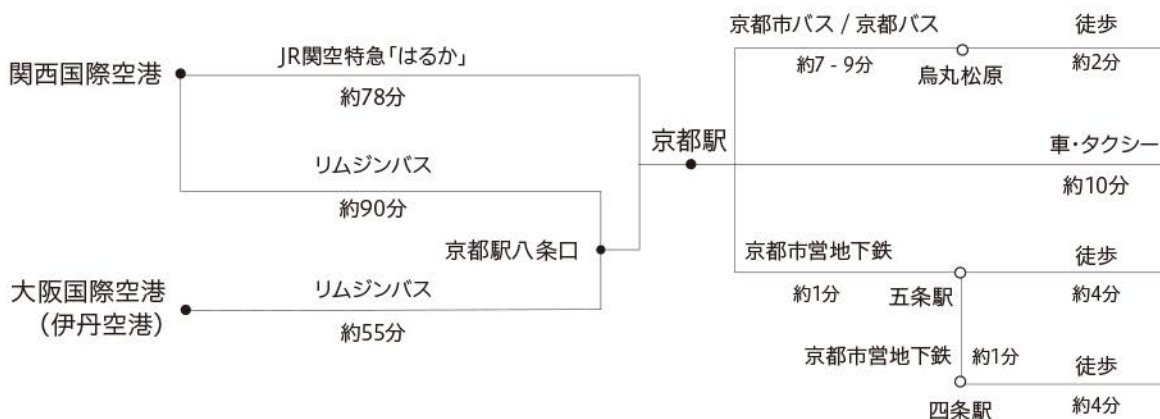 関西国際空港
JR関空特急「はるか」
約78分
リムジンバス
約90分
京都駅八条口
大阪国際空港
（伊丹空港）
リムジンバス
約55分
京都駅
京都市バス / 京都バス
約7 - 9分
烏丸松原
徒歩
約2分
車・タクシー
約10分
京都市営地下鉄
約1分
五条駅
徒歩
約4分
京都市営地下鉄
約1分
四条駅
徒歩
約4分